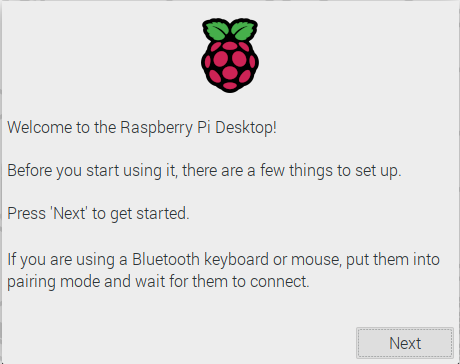 Welcome to the Raspberry Pi Desktop!
Before you start using it, there are a few things to set up.
Press 'Next' to get started.
If you are using a Bluetooth keyboard or mouse, put them into
pairing mode and wait for them to connect.
Next